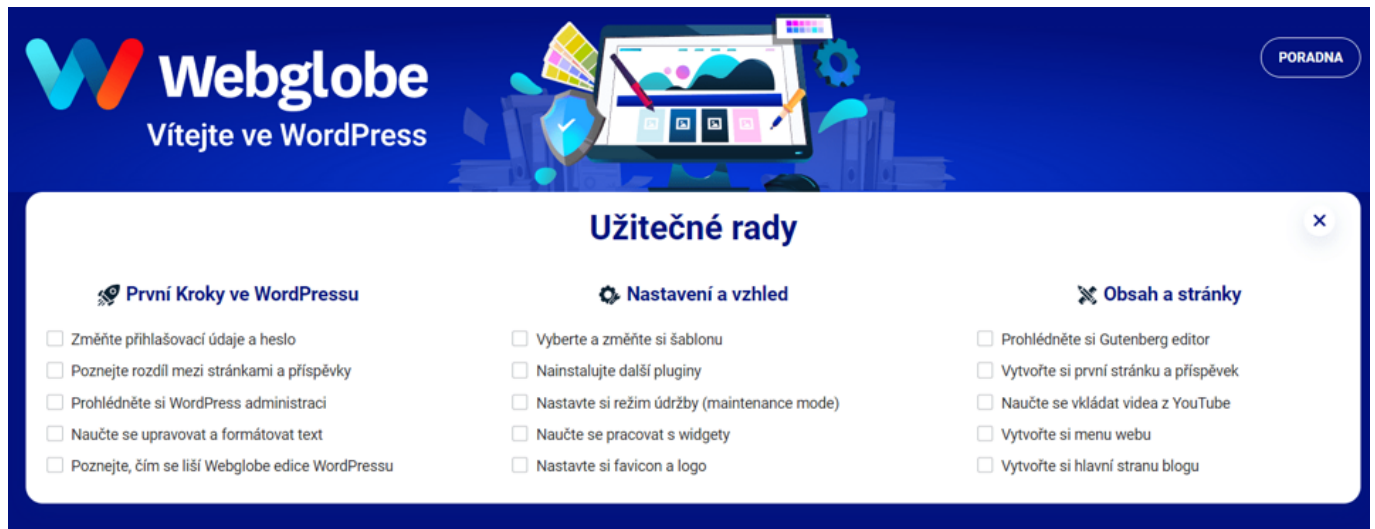 Webglobe
Vítejte ve WordPress
PORADNA
Užitečné rady
První Kroky ve WordPressu
Změňte přihlašovací údaje a heslo
Poznejte rozdíl mezi stránkami a příspěvky
Prohlédněte si WordPress administraci
Naučte se upravovat a formátovat text
Poznejte, čím se liší Webglobe edice WordPressu
Nastavení a vzhled
Vyberte a změňte si šablonu
Nainstalujte další pluginy
Nastavte si režim údržby (maintenance mode)
Naučte se pracovat s widgety
Nastavte si favicon a logo
Obsah a stránky
Prohlédněte si Gutenberg editor
Vytvořte si první stránku a příspěvek
Naučte se vkládat videa z YouTube
Vytvořte si menu webu
Vytvořte si hlavní stranu blogu